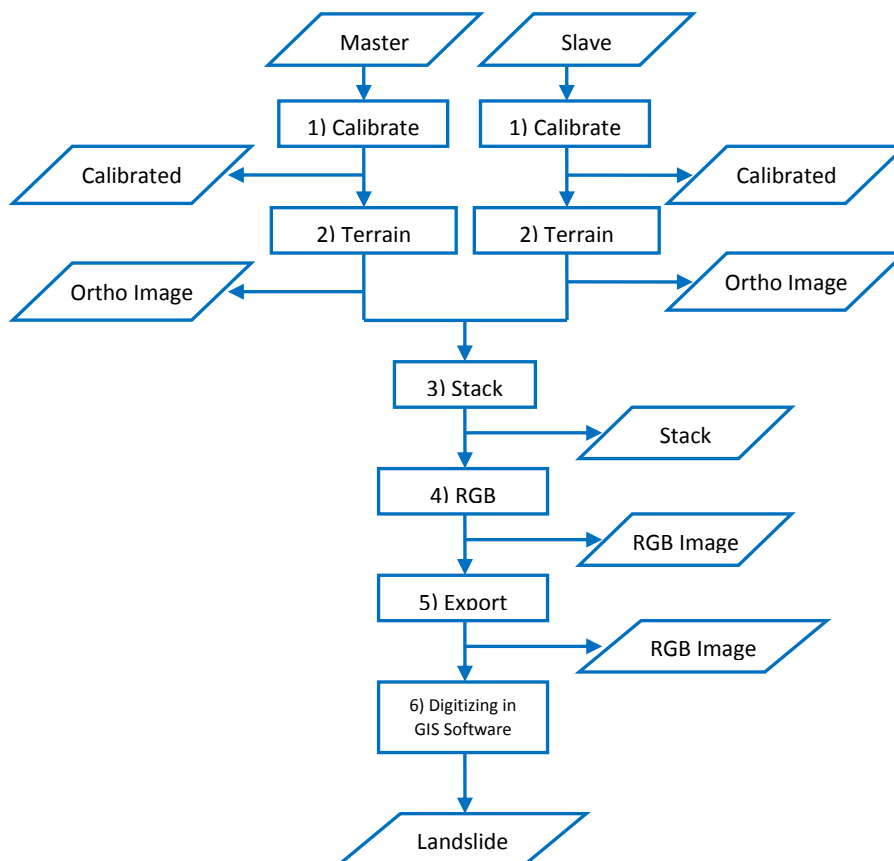 Master
Slave
1) Calibrate
1) Calibrate
Calibrated
Calibrated
2) Terrain
2) Terrain
Ortho Image
Ortho Image
3) Stack
Stack
4) RGB
RGB Image
5) Export
RGB Image
6) Digitizing in
GIS Software
Landslide